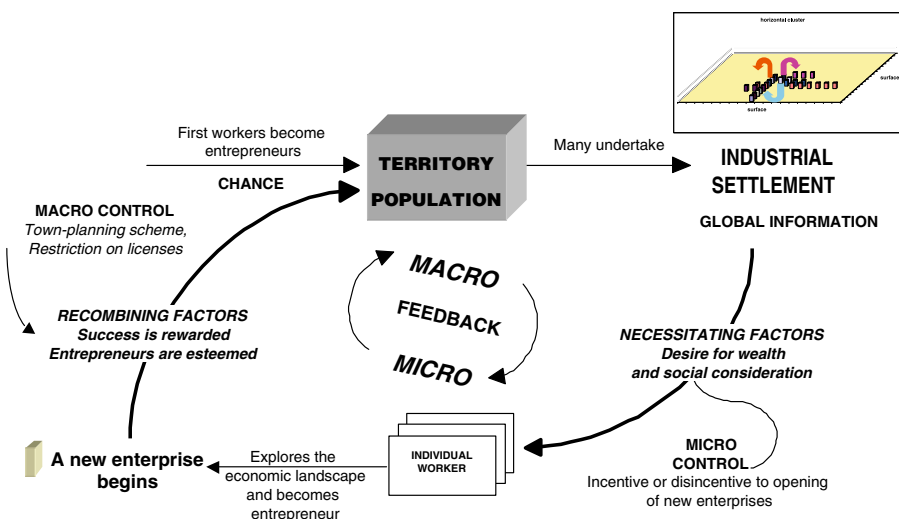 horizontal cluster
surface
surface
First workers become
entrepreneurs
CHANCE
TERRITORY
POPULATION
Many undertake
INDUSTRIAL
SETTLEMENT
GLOBAL INFORMATION
MACRO CONTROL
Town-planning scheme,
Restriction on licenses
MACRO
FEEDBACK
MICRO
RECOMBINING FACTORS
Success is rewarded
Entrepreneurs are esteemed
NECESSITATING FACTORS
Desire for wealth
and social consideration
A new enterprise
begins
Explores the
economic landscape
and becomes
entrepreneur
INDIVIDUAL
WORKER
MICRO
CONTROL
Incentive or disincentive to opening
of new enterprises